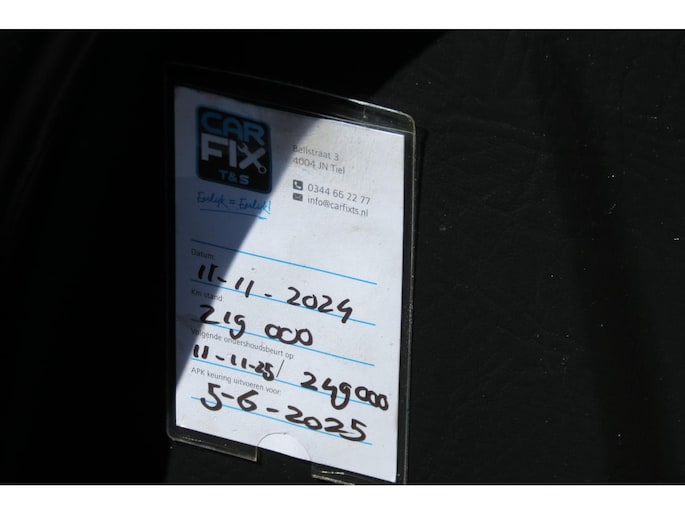 CAR
FIX
T&S
Eerlijk = Eerlijk!
Bellstraat 3
4004 JN Tiel
0344 66 22 77
info@carfixts.nl
Datum:
11-11-2024
Km stand
219 000
Volgende onderhoudsbeurt op:
11-11-25/ 249000
APK keuring uitvoeren voor:
5-6-2025